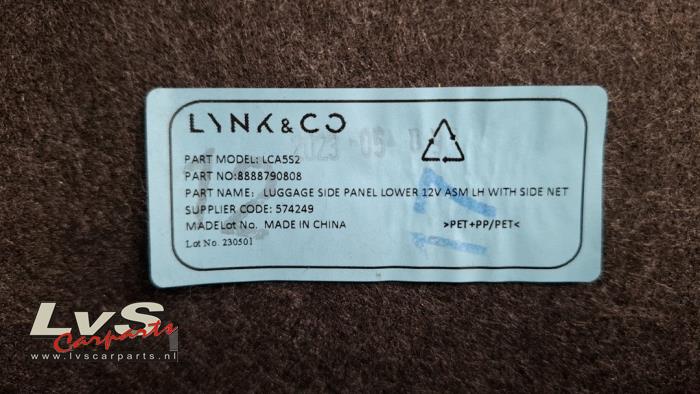 LYNK & CO
2023 05
PART MODEL: LCA5S2
PART NO:8888790808
PART NAME: LUGGAGE SIDE PANEL LOWER 12V ASM LH WITH SIDE NET
SUPPLIER CODE: 574249
MADELot No. MADE IN CHINA >PET+PP/PET<
Lot No. 230501
17
LvS
Carparts
www.lvscarparts.nl